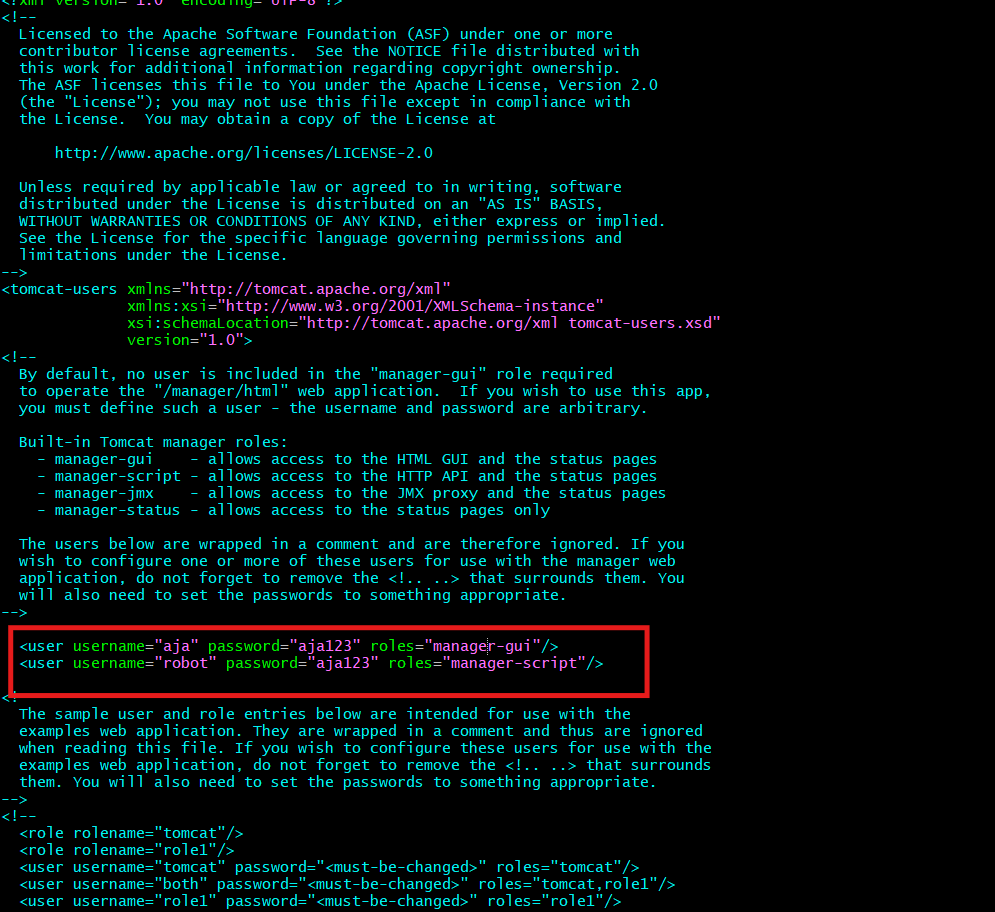 <?xml version="1.0" encoding="UTF-8"?>
<!--
  Licensed to the Apache Software Foundation (ASF) under one or more
  contributor license agreements.  See the NOTICE file distributed with
  this work for additional information regarding copyright ownership.
  The ASF licenses this file to You under the Apache License, Version 2.0
  (the "License"); you may not use this file except in compliance with
  the License.  You may obtain a copy of the License at

      http://www.apache.org/licenses/LICENSE-2.0

  Unless required by applicable law or agreed to in writing, software
  distributed under the License is distributed on an "AS IS" BASIS,
  WITHOUT WARRANTIES OR CONDITIONS OF ANY KIND, either express or implied.
  See the License for the specific language governing permissions and
  limitations under the License.
-->
<tomcat-users xmlns="http://tomcat.apache.org/xml"
              xmlns:xsi="http://www.w3.org/2001/XMLSchema-instance"
              xsi:schemaLocation="http://tomcat.apache.org/xml tomcat-users.xsd"
              version="1.0">
<!--
  By default, no user is included in the "manager-gui" role required
  to operate the "/manager/html" web application.  If you wish to use this app,
  you must define such a user - the username and password are arbitrary.

  Built-in Tomcat manager roles:
    - manager-gui    - allows access to the HTML GUI and the status pages
    - manager-script - allows access to the HTTP API and the status pages
    - manager-jmx    - allows access to the JMX proxy and the status pages
    - manager-status - allows access to the status pages only

  The users below are wrapped in a comment and are therefore ignored. If you
  wish to configure one or more of these users for use with the manager web
  application, do not forget to remove the <!.. ..> that surrounds them. You
  will also need to set the passwords to something appropriate.
-->

  <user username="aja" password="aja123" roles="manager-gui"/>
  <user username="robot" password="aja123" roles="manager-script"/>

<!
  The sample user and role entries below are intended for use with the
  examples web application. They are wrapped in a comment and thus are ignored
  when reading this file. If you wish to configure these users for use with the
  examples web application, do not forget to remove the <!.. ..> that surrounds
  them. You will also need to set the passwords to something appropriate.
-->
<!--
  <role rolename="tomcat"/>
  <role rolename="role1"/>
  <user username="tomcat" password="<must-be-changed>" roles="tomcat"/>
  <user username="both" password="<must-be-changed>" roles="tomcat,role1"/>
  <user username="role1" password="<must-be-changed>" roles="role1"/>